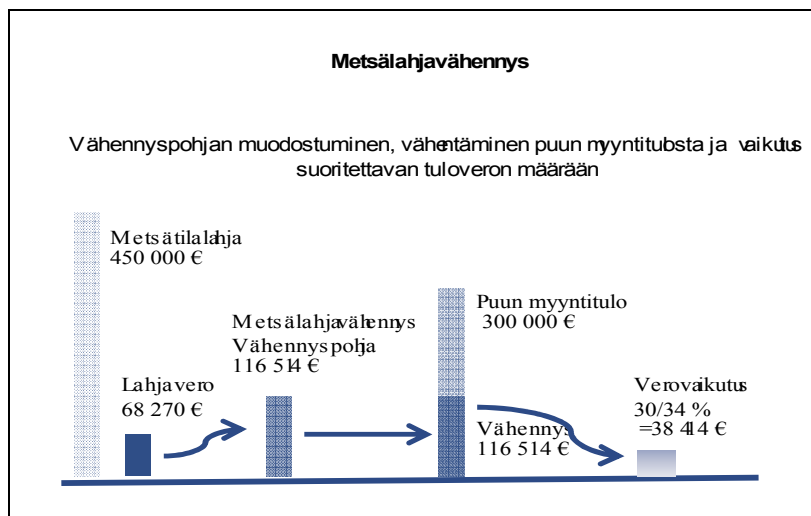 Metsälahjavähennys
Vähennyspohjan muodostuminen, vähentäminen puun myyntitulosta ja vaikutus
suoritettavan tuloveron määrään
Metsätilalahja
450 000 €
Lahjavero
68 270 €
Metsälahjavähennys
Vähennyspohja
116 514 €
Puun myyntitulo
300 000 €
Vähennys
116 514 €
Verovaikutus
30/34 %
=38 414 €